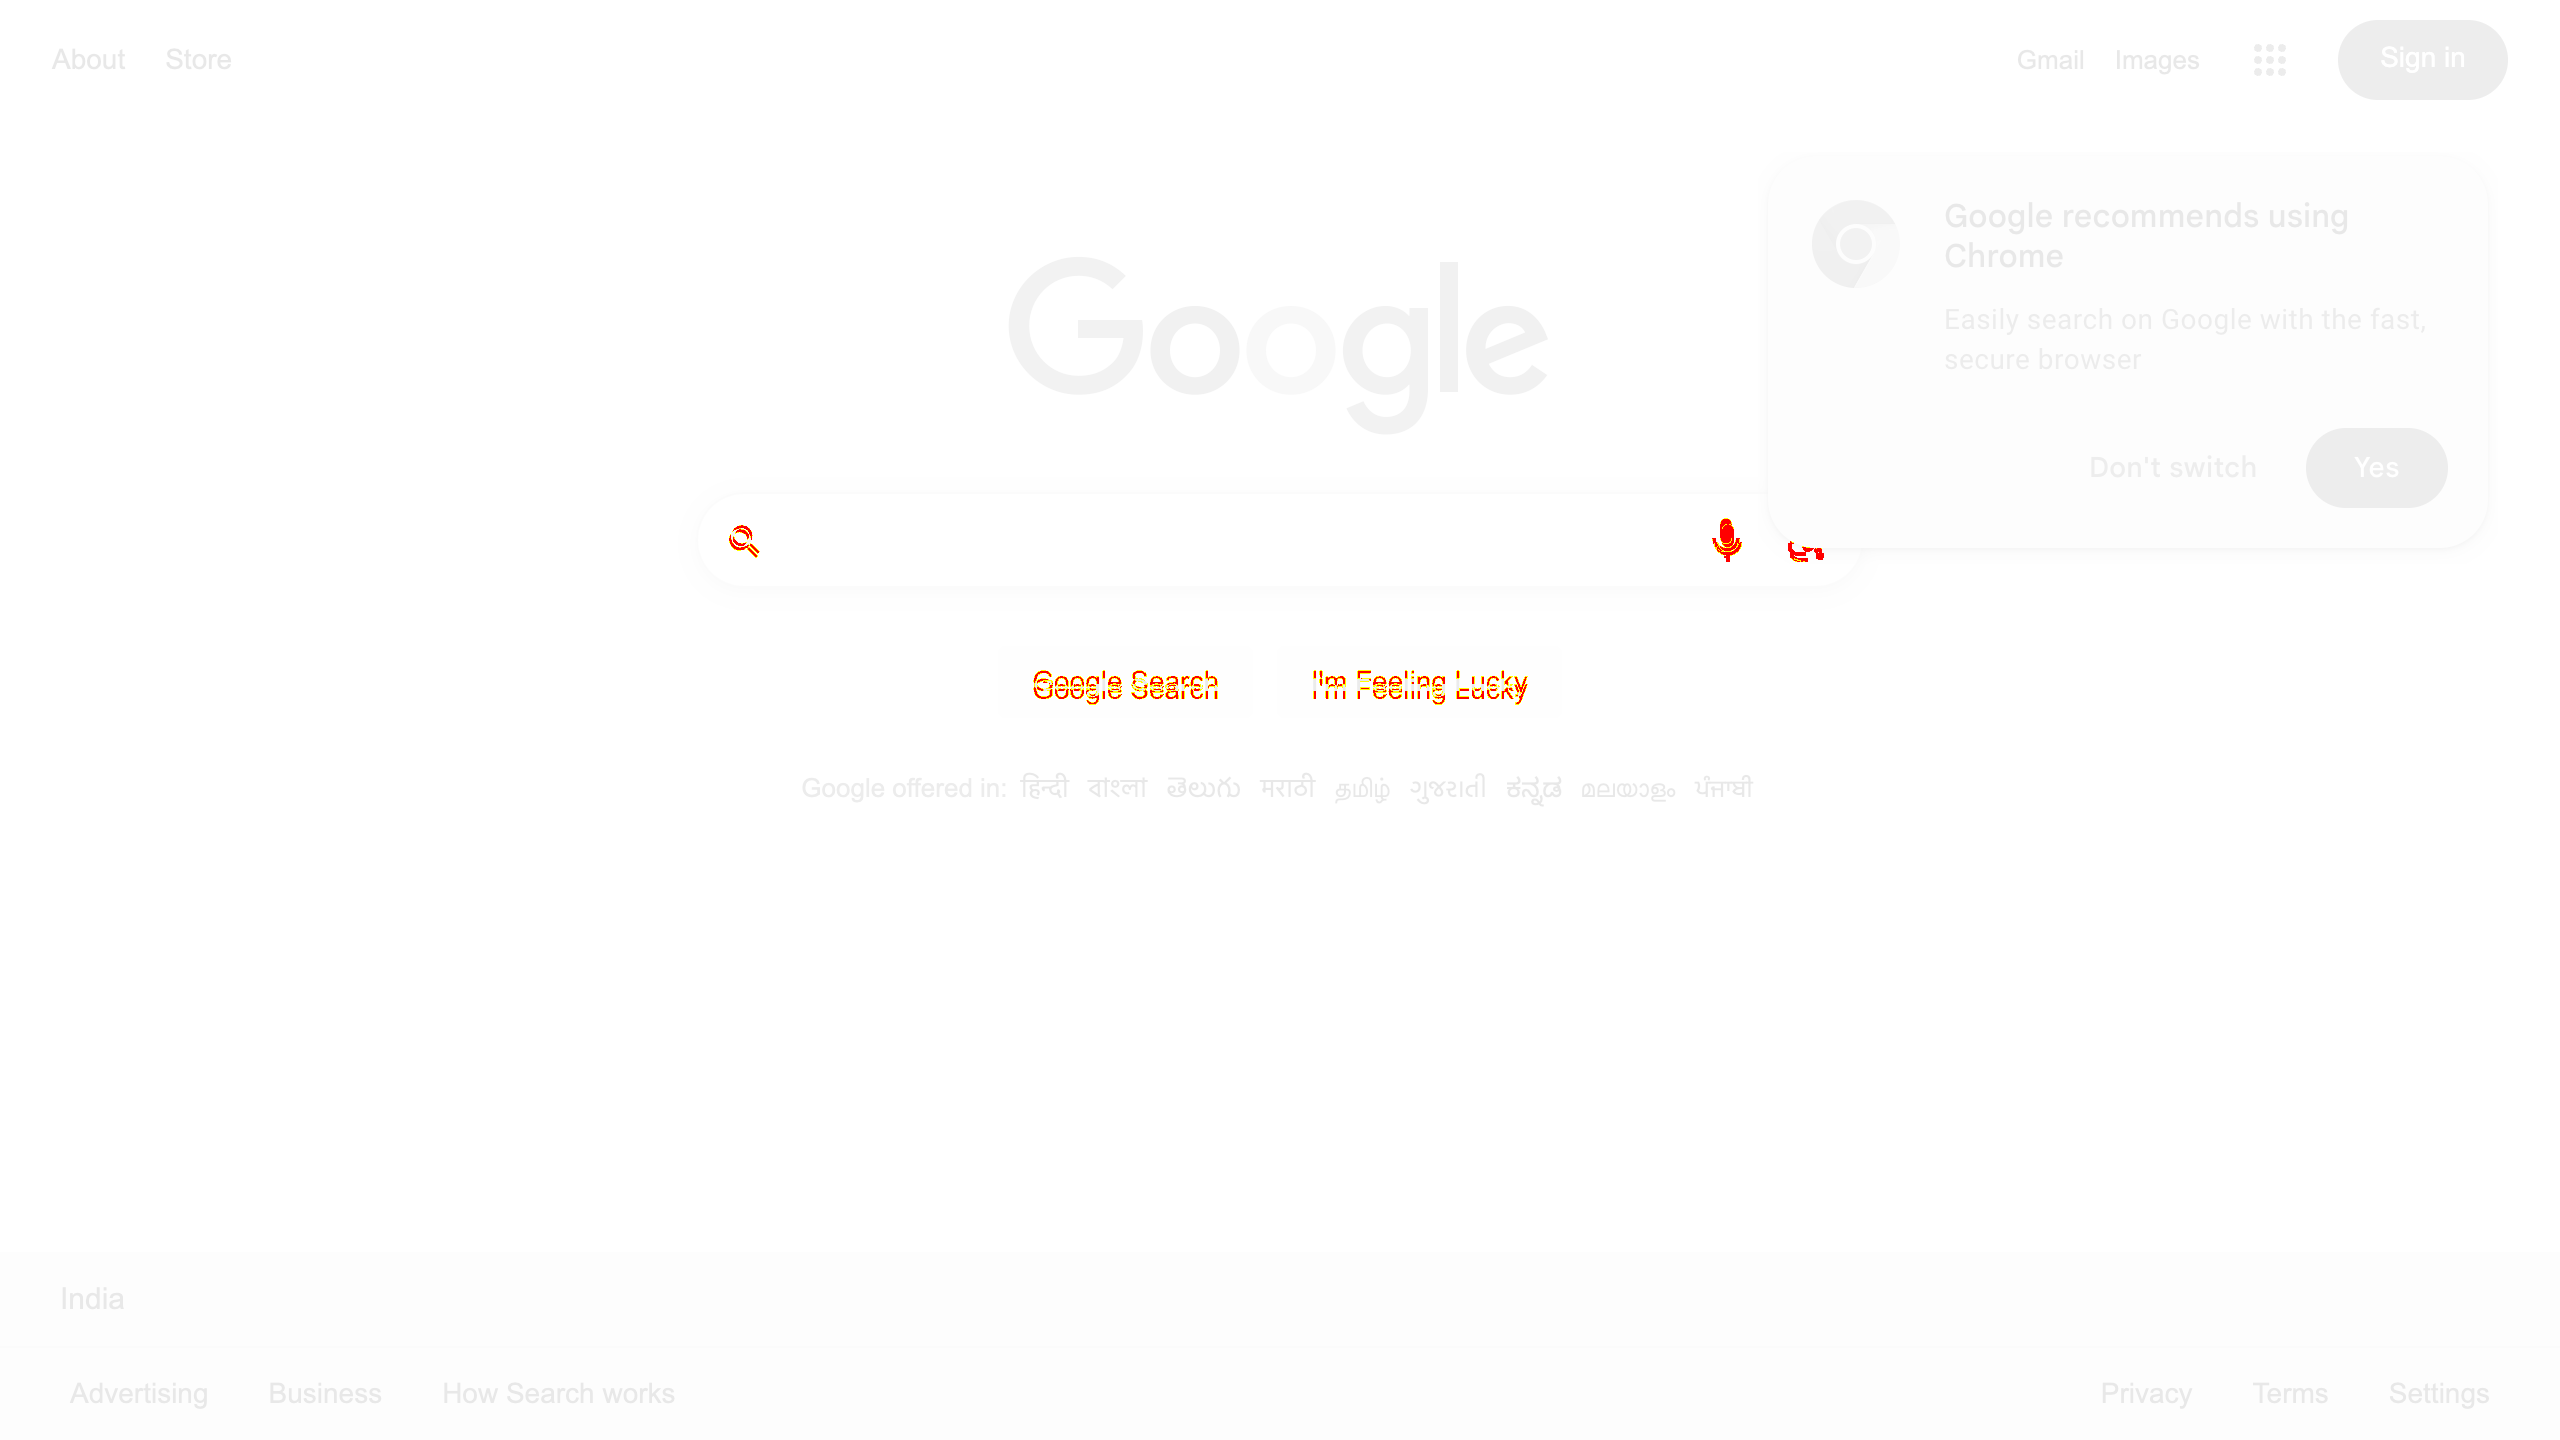 About Store Gmail Images Sign in
Google recommends using
Chrome
Easily search on Google with the fast,
secure browser
Don't switch Yes
Google
Google Search I'm Feeling Lucky
Google offered in: हिन्दी বাংলা తెలుగు मराठी தமிழ் ગુજરાતી ಕನ್ನಡ മലയാളം ਪੰਜਾਬੀ
India
Advertising Business How Search works Privacy Terms Settings